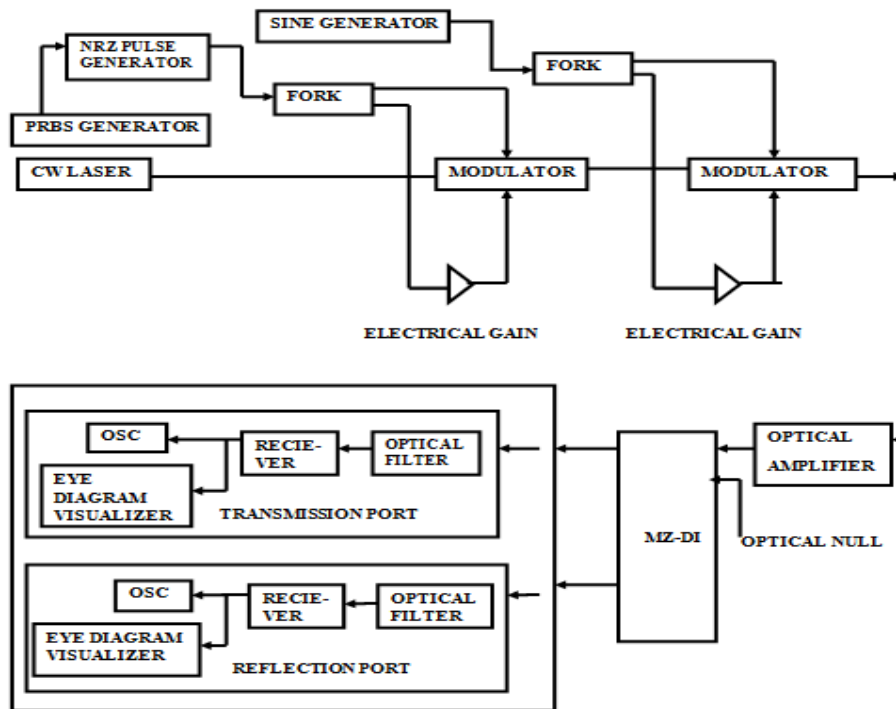 SINE GENERATOR
NRZ PULSE
GENERATOR
FORK
FORK
PRBS GENERATOR
CW LASER
MODULATOR
MODULATOR
ELECTRICAL GAIN
ELECTRICAL GAIN
OSC
RECIE-
VER
OPTICAL
FILTER
EYE
DIAGRAM
VISUALIZER
TRANSMISSION PORT
MZ-DI
OPTICAL
AMPLIFIER
OPTICAL NULL
OSC
RECIE-
VER
OPTICAL
FILTER
EYE DIAGRAM
VISUALIZER
REFLECTION PORT